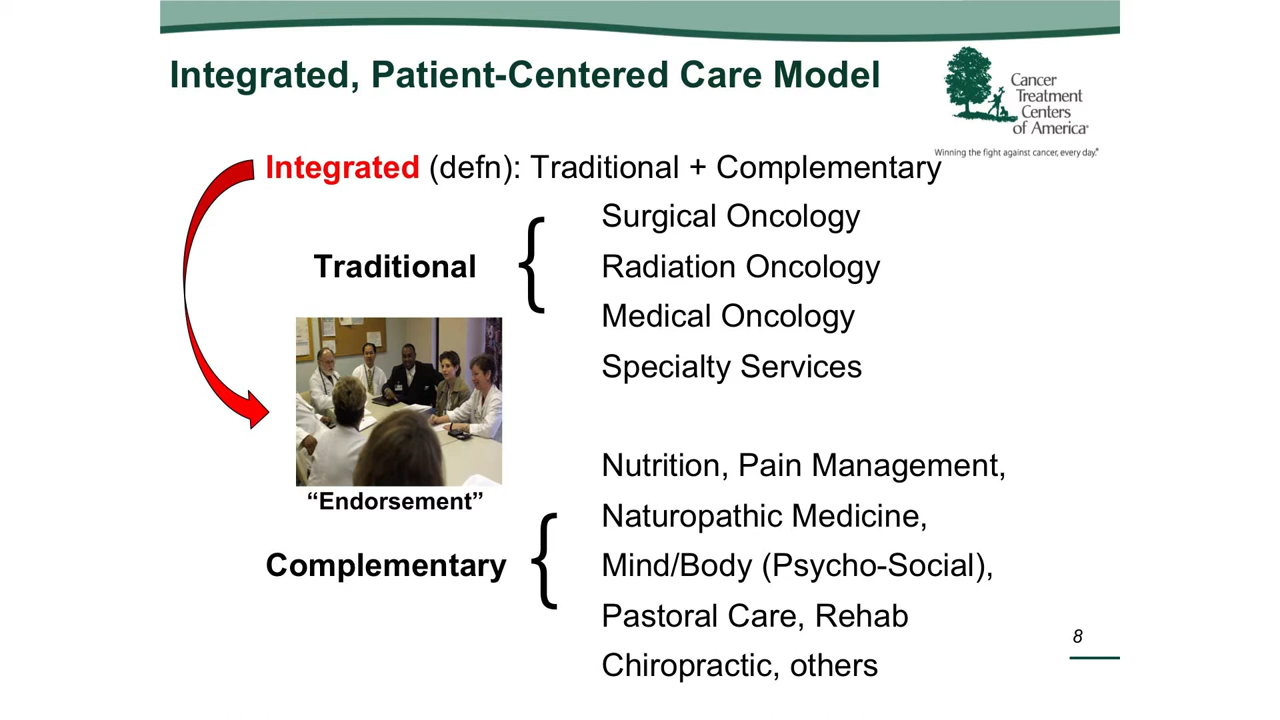 Integrated, Patient-Centered Care Model
Cancer
Treatment
Centers
of America®
Winning the fight against cancer, every day.®
Integrated (defn): Traditional + Complementary
Surgical Oncology
Traditional
Radiation Oncology
Medical Oncology
Specialty Services
Nutrition, Pain Management,
“Endorsement”
Naturopathic Medicine,
Complementary
Mind/Body (Psycho-Social),
Pastoral Care, Rehab
8
Chiropractic, others